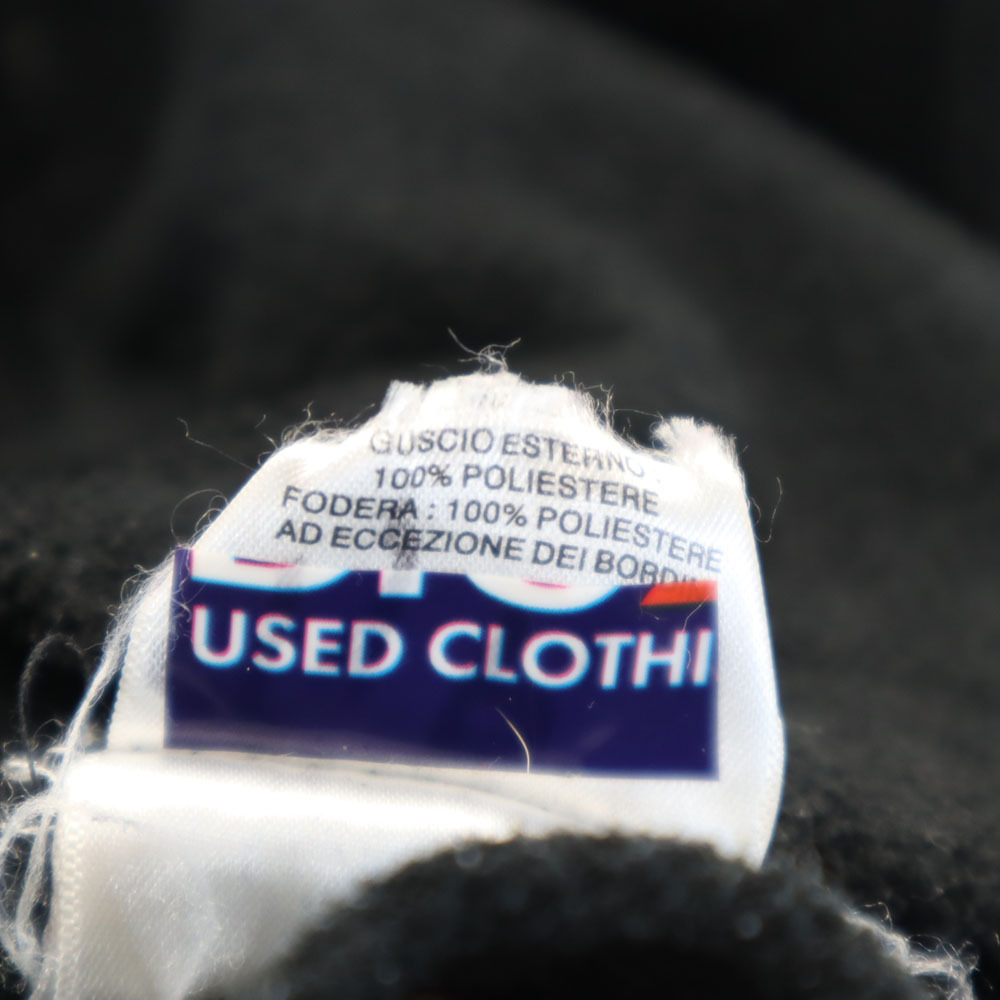 GUSCIO ESTERNO
100% POLIESTERE
FODERA : 100% POLIESTERE
AD ECCEZIONE DEI BORDI
USED CLOTHI